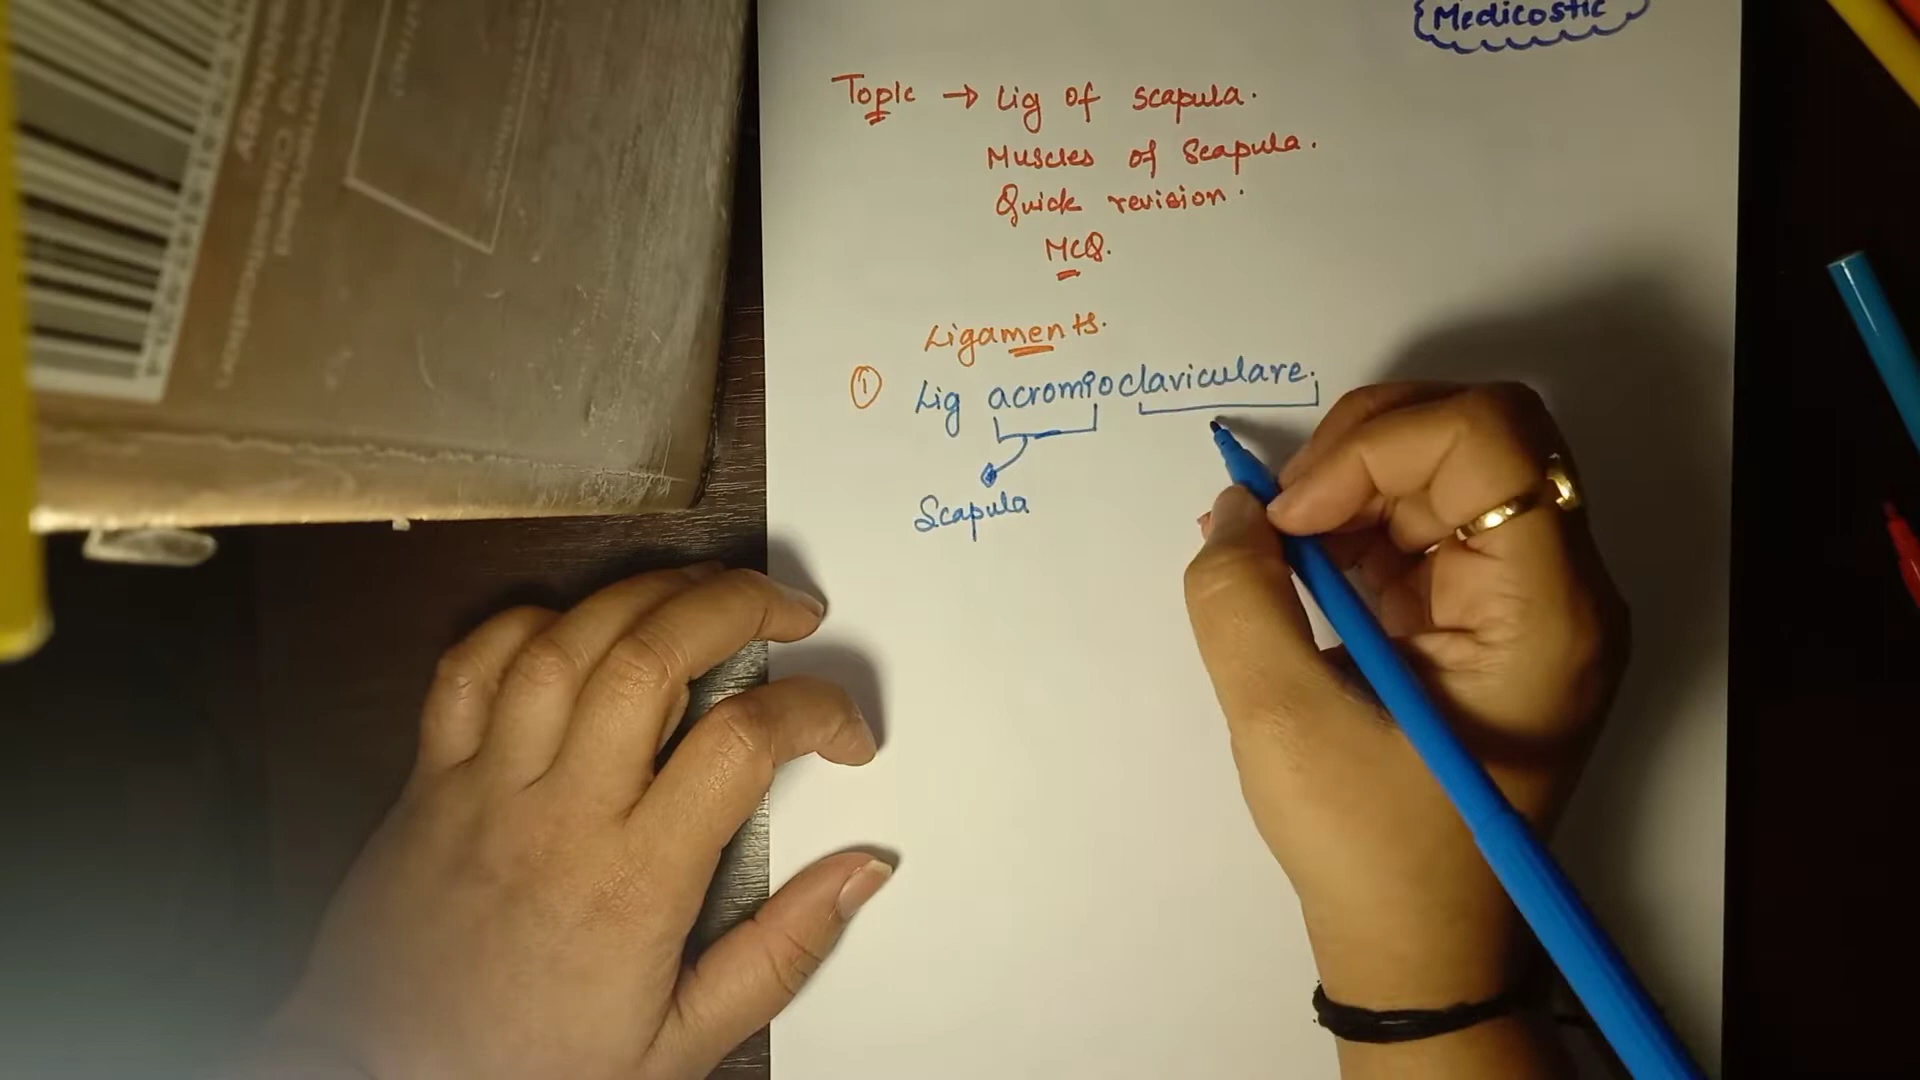 Medicostic
Topic → Lig of scapula.
Muscles of Scapula.
Quick revision.
MCQ.
Ligaments.
① Lig acromioclaviculare.
Scapula